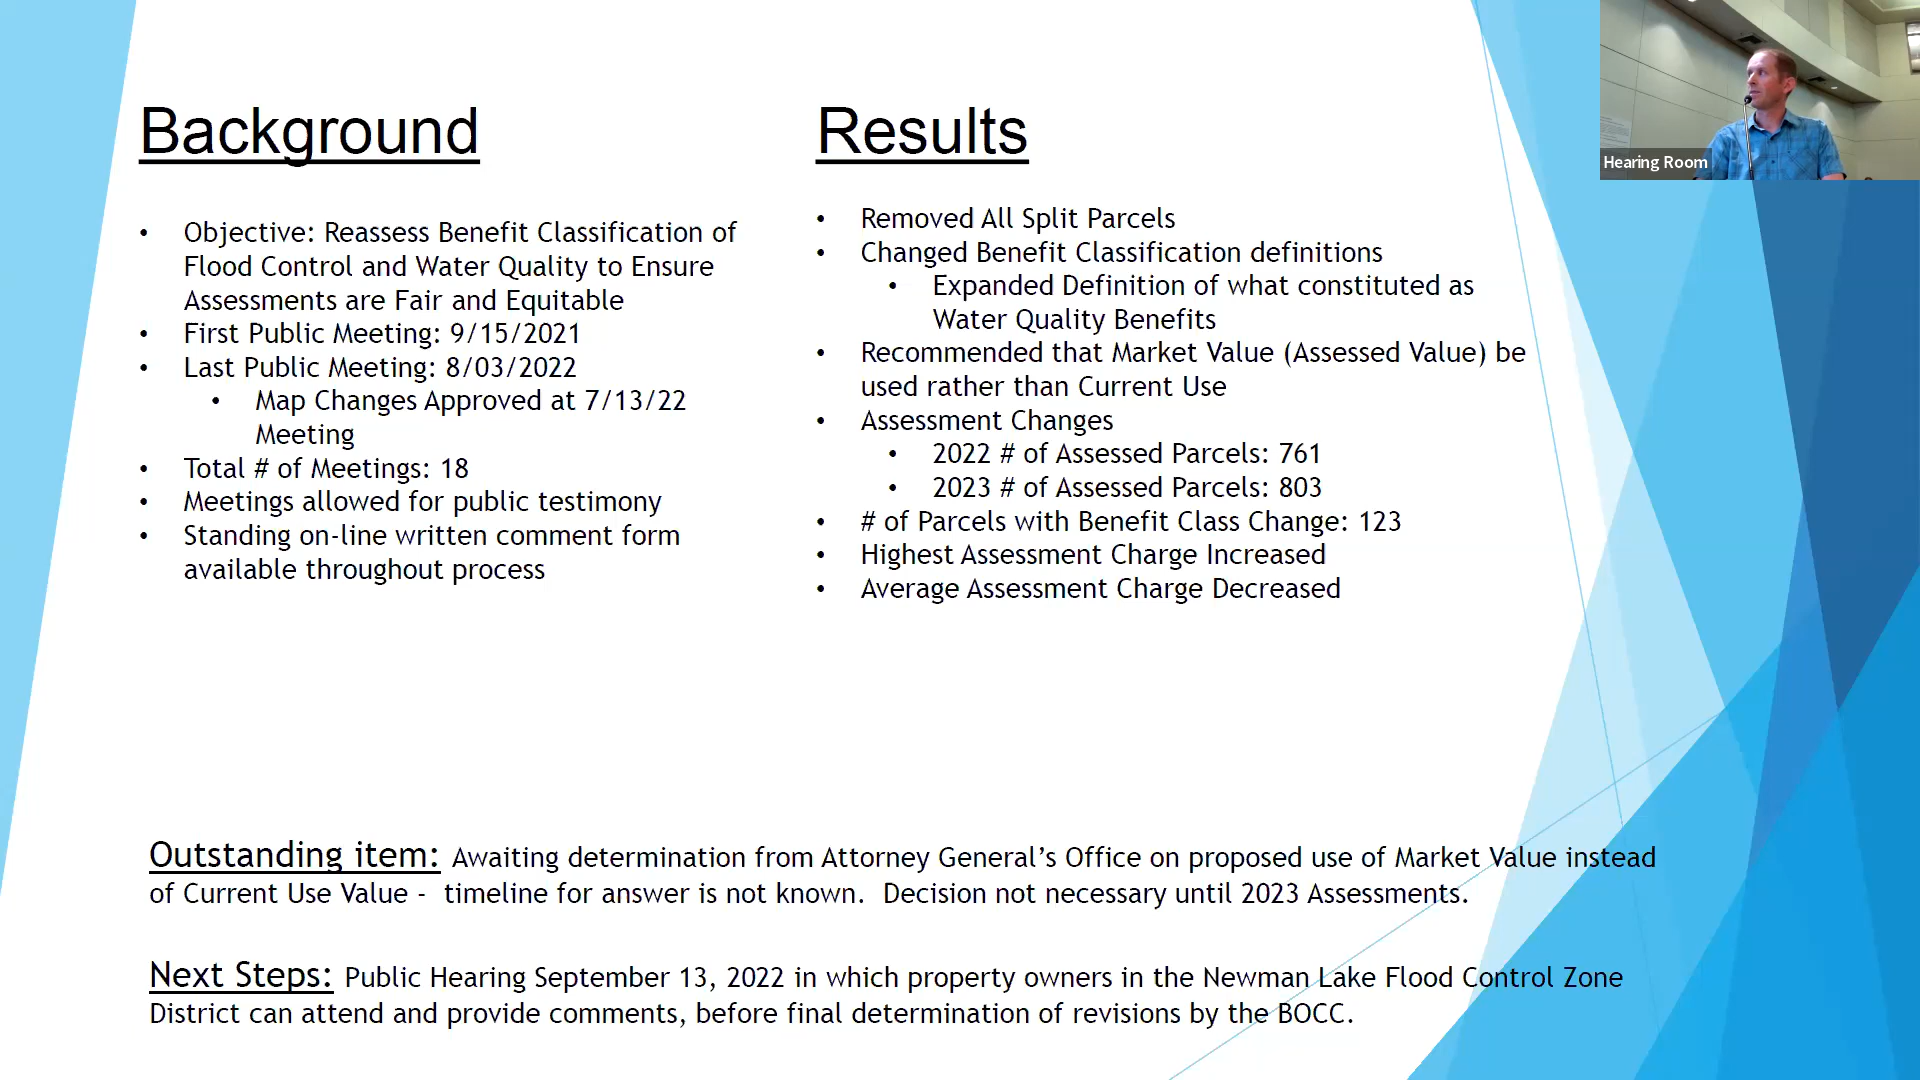 Background
• Objective: Reassess Benefit Classification of
Flood Control and Water Quality to Ensure
Assessments are Fair and Equitable
• First Public Meeting: 9/15/2021
• Last Public Meeting: 8/03/2022
• Map Changes Approved at 7/13/22
Meeting
• Total # of Meetings: 18
• Meetings allowed for public testimony
• Standing on-line written comment form
available throughout process
Results
• Removed All Split Parcels
• Changed Benefit Classification definitions
• Expanded Definition of what constituted as
Water Quality Benefits
• Recommended that Market Value (Assessed Value) be
used rather than Current Use
• Assessment Changes
• 2022 # of Assessed Parcels: 761
• 2023 # of Assessed Parcels: 803
• # of Parcels with Benefit Class Change: 123
• Highest Assessment Charge Increased
• Average Assessment Charge Decreased
Hearing Room
Outstanding item: Awaiting determination from Attorney General's Office on proposed use of Market Value instead
of Current Use Value - timeline for answer is not known. Decision not necessary until 2023 Assessments.
Next Steps: Public Hearing September 13, 2022 in which property owners in the Newman Lake Flood Control Zone
District can attend and provide comments, before final determination of revisions by the BOCC.